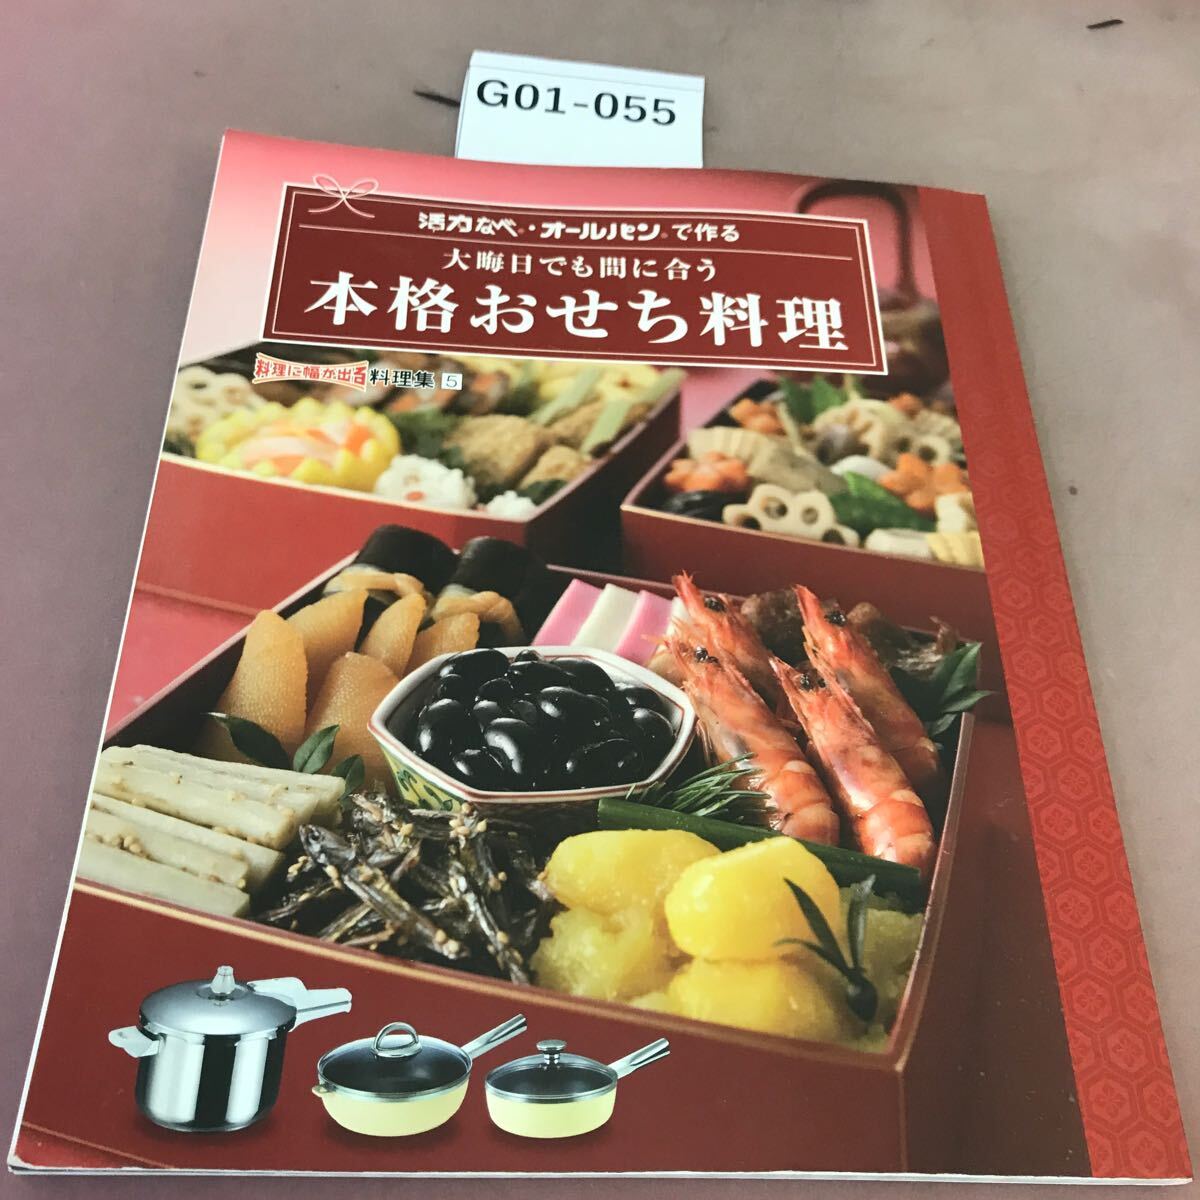 G01-055
活力なべ®・オールパン®で作る
大晦日でも間に合う
本格おせち料理
料理に幅が出る料理集 5